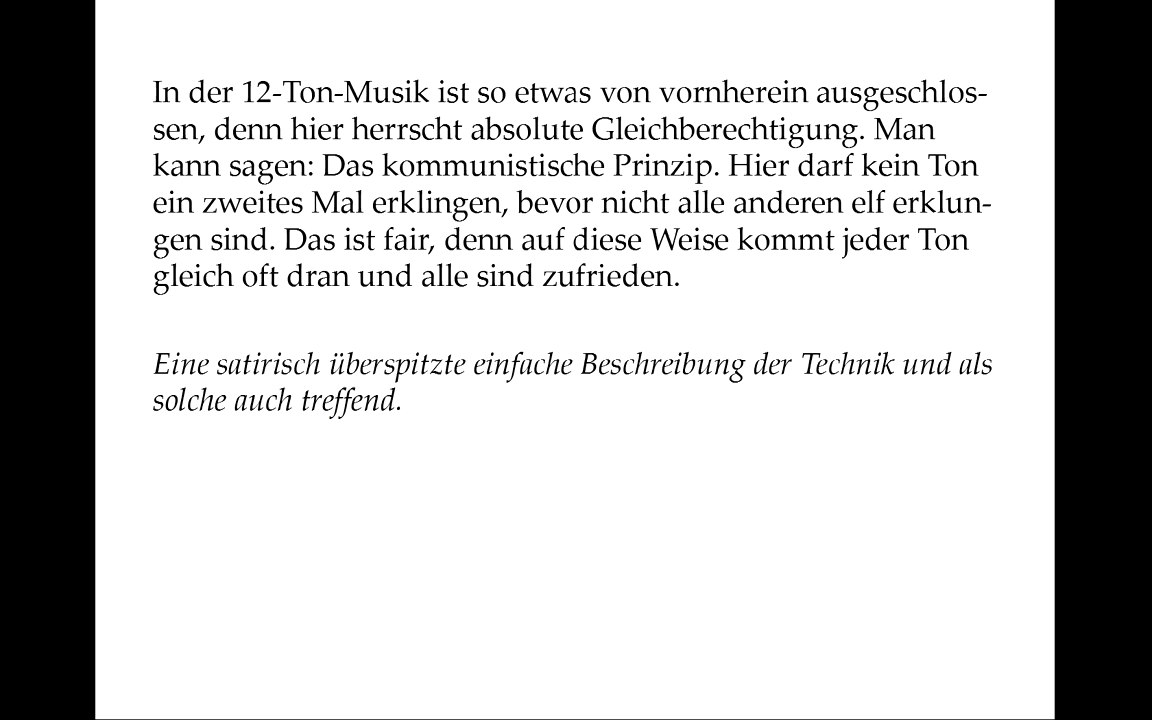 In der 12-Ton-Musik ist so etwas von vornherein ausgeschlos-
sen, denn hier herrscht absolute Gleichberechtigung. Man
kann sagen: Das kommunistische Prinzip. Hier darf kein Ton
ein zweites Mal erklingen, bevor nicht alle anderen elf erklun-
gen sind. Das ist fair, denn auf diese Weise kommt jeder Ton
gleich oft dran und alle sind zufrieden.
Eine satirisch überspitzte einfache Beschreibung der Technik und als
solche auch treffend.